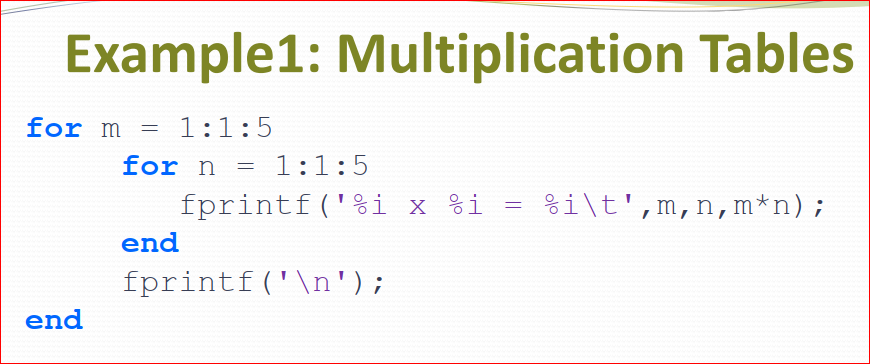 Example1: Multiplication Tables
for m = 1:1:5
for n = 1:1:5
fprintf('%i x %i = %i\t',m,n,m*n);
end
fprintf('\n');
end